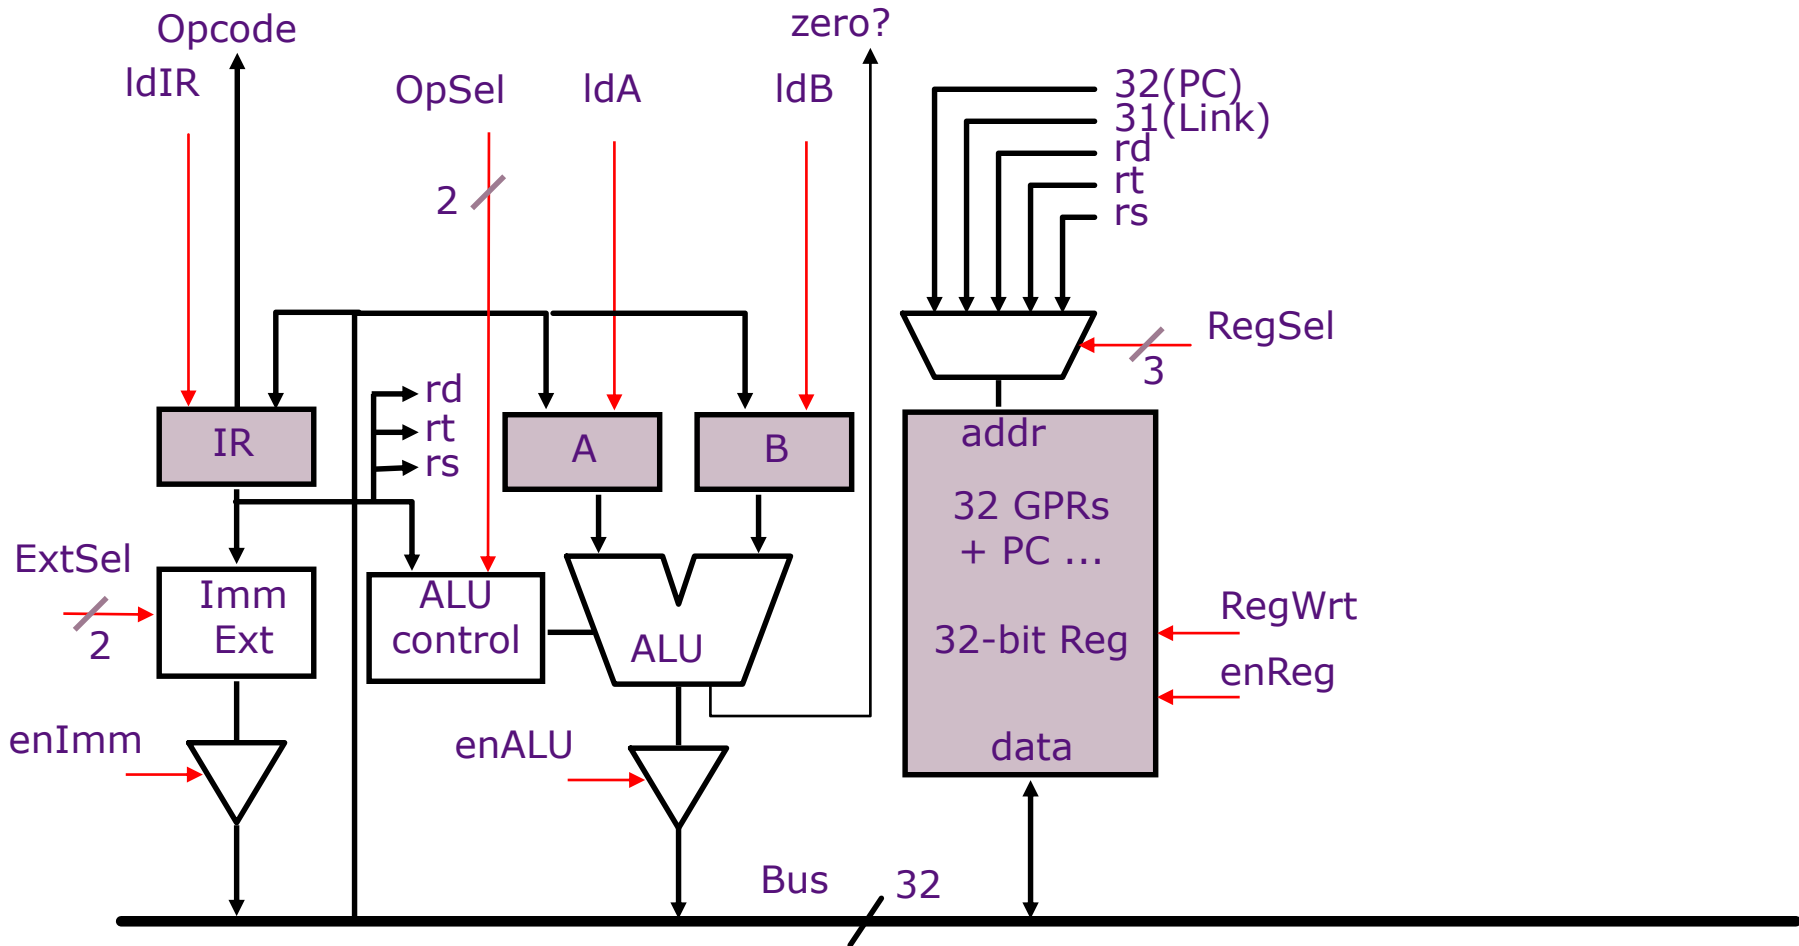 Opcode
zero?
ldIR
OpSel
ldA
ldB
32(PC)
31(Link)
rd
rt
rs
2
RegSel
3
rd
rt
rs
IR
A
B
addr
32 GPRs
+ PC ...
32-bit Reg
data
ExtSel
2
Imm
Ext
ALU
control
ALU
RegWrt
enReg
enImm
enALU
Bus
32